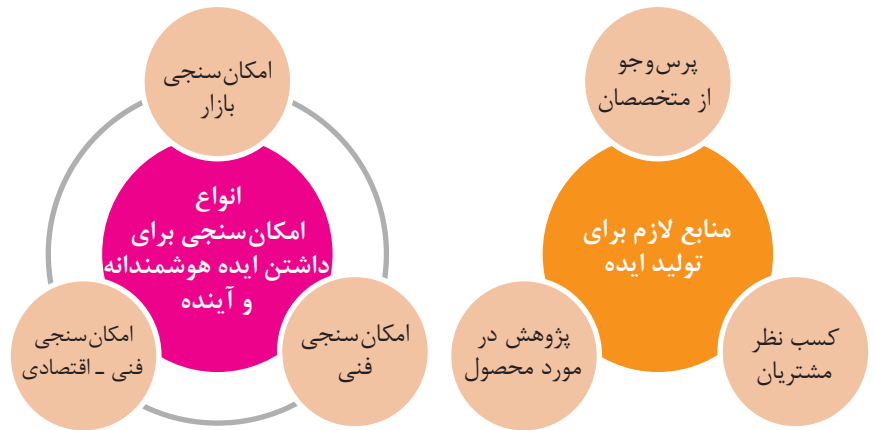 پرس‌وجو
از متخصصان
منابع لازم برای
تولید ایده
کسب نظر
مشتریان
پژوهش در
مورد محصول
امکان‌سنجی
بازار
انواع
امکان‌سنجی برای
داشتن ایده هوشمندانه
و آینده
امکان‌سنجی
فنی
امکان‌سنجی
فنی ـ اقتصادی